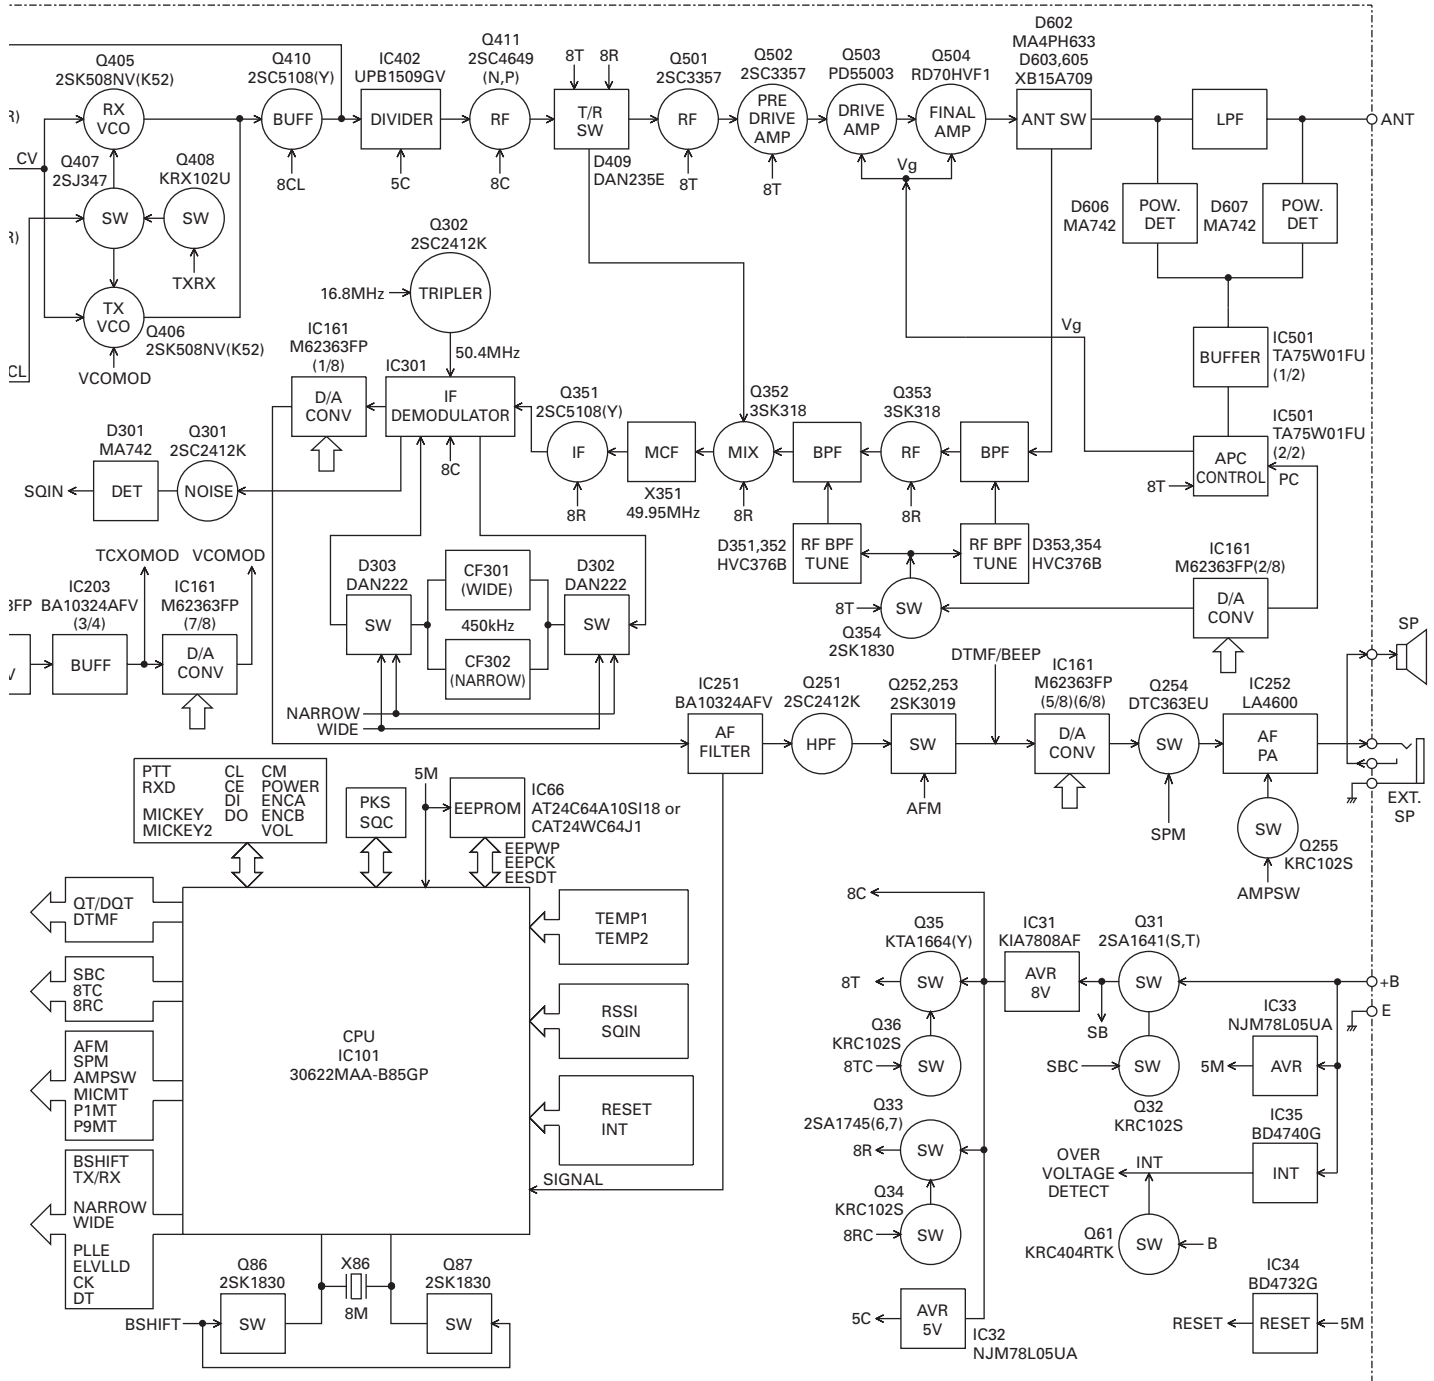 R)
CV
R)
CL
Q405
2SK508NV(K52)
RX
VCO
Q407
2SJ347
SW
Q408
KRX102U
SW
TXRX
TX
VCO
Q406
2SK508NV(K52)
VCOMOD
Q410
2SC5108(Y)
BUFF
8CL
IC402
UPB1509GV
DIVIDER
5C
Q411
2SC4649
(N,P)
RF
8C
8T
8R
T/R
SW
D409
DAN235E
Q501
2SC3357
RF
8T
Q502
2SC3357
PRE
DRIVE
AMP
8T
Q503
PD55003
DRIVE
AMP
Vg
Q504
RD70HVF1
FINAL
AMP
D602
MA4PH633
D603,605
XB15A709
ANT SW
LPF
ANT
D606
MA742
POW.
DET
D607
MA742
POW.
DET
BUFFER
IC501
TA75W01FU
(1/2)
IC501
TA75W01FU
(2/2)
APC
CONTROL
8T
PC
Vg
Q302
2SC2412K
16.8MHz
TRIPLER
50.4MHz
IC161
M62363FP
(1/8)
D/A
CONV
IC301
IF
DEMODULATOR
8C
Q351
2SC5108(Y)
IF
8R
MCF
X351
49.95MHz
Q352
3SK318
MIX
8R
BPF
Q353
3SK318
RF
8R
BPF
D301
MA742
SQIN
DET
Q301
2SC2412K
NOISE
D351,352
HVC376B
RF BPF
TUNE
RF BPF
TUNE
D353,354
HVC376B
8T
SW
Q354
2SK1830
IC161
M62363FP(2/8)
D/A
CONV
TCXOMOD
VCOMOD
3FP
V
IC203
BA10324AFV
(3/4)
BUFF
IC161
M62363FP
(7/8)
D/A
CONV
D303
DAN222
SW
CF301
(WIDE)
450kHz
CF302
(NARROW)
D302
DAN222
SW
NARROW
WIDE
IC251
BA10324AFV
AF
FILTER
Q251
2SC2412K
HPF
Q252,253
2SK3019
SW
AFM
DTMF/BEEP
IC161
M62363FP
(5/8)(6/8)
D/A
CONV
Q254
DTC363EU
SW
SPM
IC252
LA4600
AF
PA
SW
Q255
KRC102S
AMPSW
SP
EXT.
SP
PTT
RXD
MICKEY
MICKEY2
CL
CE
DI
DO
CM
POWER
ENCA
ENCB
VOL
PKS
SQC
5M
EEPROM
IC66
AT24C64A10SI18 or
CAT24WC64J1
EEPWP
EEPCK
EESDT
QT/DQT
DTMF
SBC
8TC
8RC
AFM
SPM
AMPSW
MICMT
P1MT
P9MT
BSHIFT
TX/RX
NARROW
WIDE
PLLE
ELVLLD
CK
DT
CPU
IC101
30622MAA-B85GP
TEMP1
TEMP2
RSSI
SQIN
RESET
INT
SIGNAL
Q86
2SK1830
BSHIFT
SW
X86
8M
Q87
2SK1830
SW
8C
Q35
KTA1664(Y)
8T
SW
Q36
KRC102S
8TC
SW
Q33
2SA1745(6,7)
8R
SW
Q34
KRC102S
8RC
SW
5C
AVR
5V
IC32
NJM78L05UA
IC31
KIA7808AF
AVR
8V
SB
Q31
2SA1641(S,T)
SW
SBC
SW
Q32
KRC102S
+B
E
IC33
NJM78L05UA
5M
AVR
IC35
BD4740G
INT
OVER
VOLTAGE
DETECT
INT
Q61
KRC404RTK
SW
B
IC34
BD4732G
RESET
RESET
5M